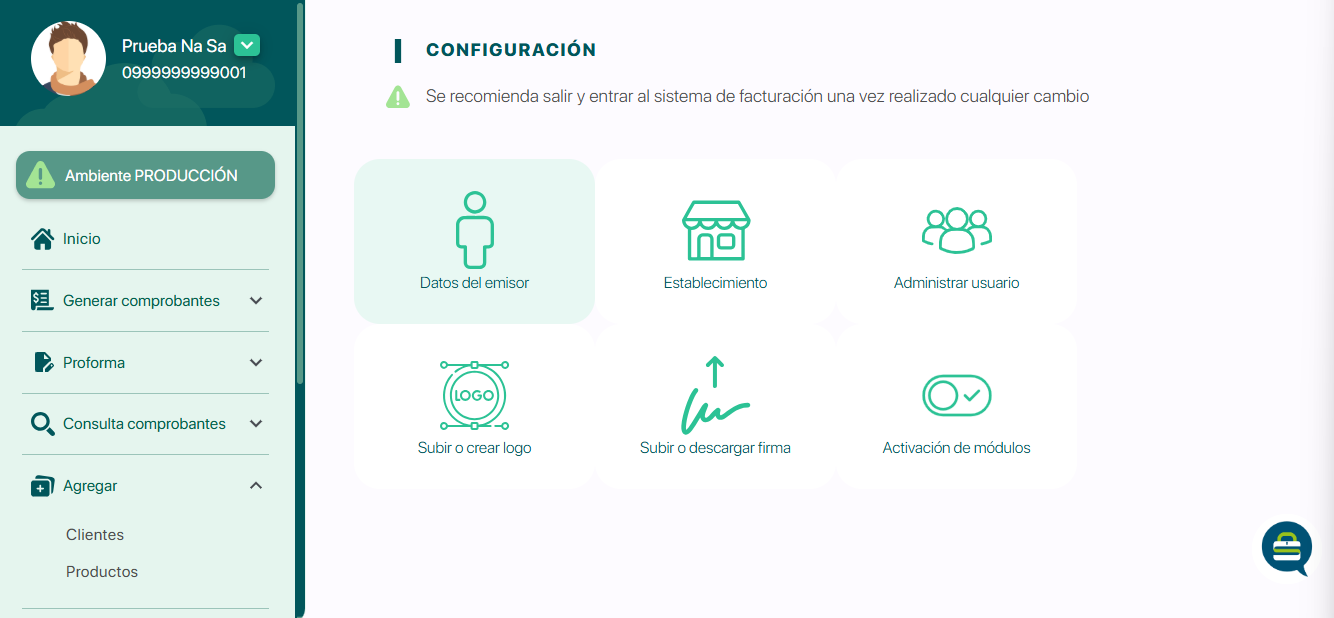 Prueba Na Sa
0999999999001
Ambiente PRODUCCIÓN
Inicio
Generar comprobantes
Proforma
Consulta comprobantes
Agregar
Clientes
Productos
CONFIGURACIÓN
Se recomienda salir y entrar al sistema de facturación una vez realizado cualquier cambio
Datos del emisor
Establecimiento
Administrar usuario
LOGO
Subir o crear logo
Subir o descargar firma
Activación de módulos